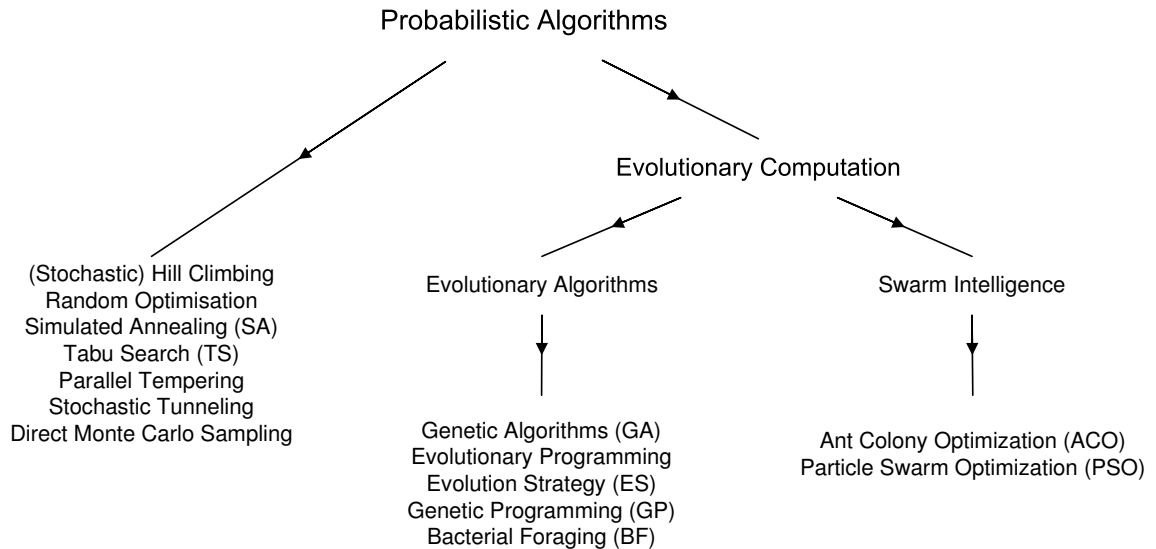 Probabilistic Algorithms
Evolutionary Computation
(Stochastic) Hill Climbing
Random Optimisation
Simulated Annealing (SA)
Tabu Search (TS)
Parallel Tempering
Stochastic Tunneling
Direct Monte Carlo Sampling
Evolutionary Algorithms
Genetic Algorithms (GA)
Evolutionary Programming
Evolution Strategy (ES)
Genetic Programming (GP)
Bacterial Foraging (BF)
Swarm Intelligence
Ant Colony Optimization (ACO)
Particle Swarm Optimization (PSO)